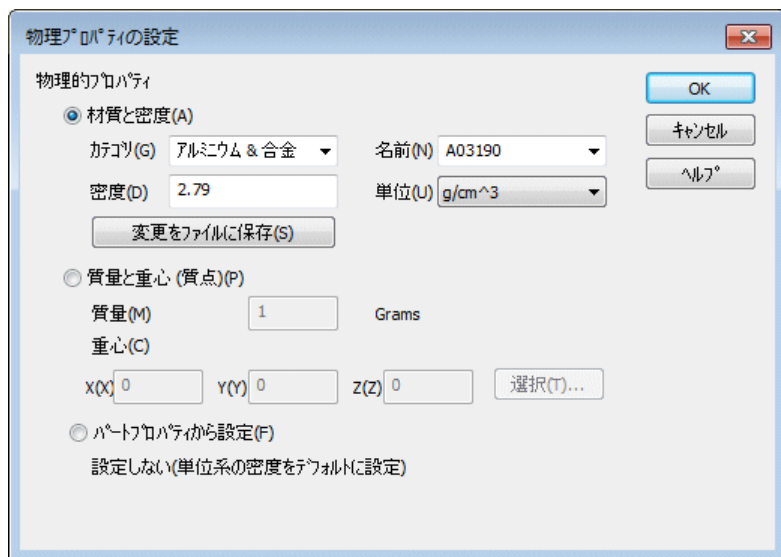 物理プロパティの設定
物理的プロパティ
OK
材質と密度(A)
キャンセル
カテゴリ(G) アルミニウム & 合金 名前(N) A03190
ヘルプ
密度(D) 2.79 単位(U) g/cm^3
変更をファイルに保存(S)
質量と重心 (質点)(P)
質量(M) 1 Grams
重心(C)
X(X) 0 Y(Y) 0 Z(Z) 0 選択(T)...
パートプロパティから設定(F)
設定しない(単位系の密度をデフォルトに設定)